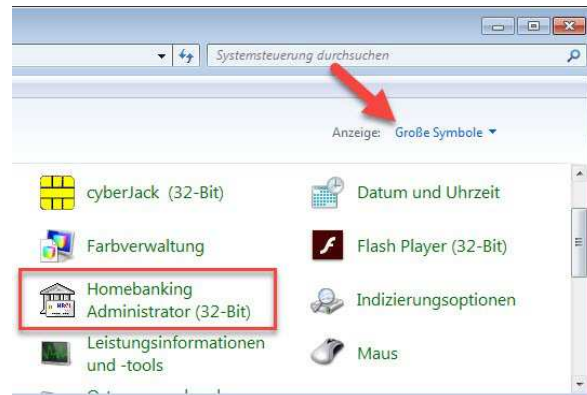 Systemsteuerung durchsuchen
Anzeige: Große Symbole
cyberJack (32-Bit)
Datum und Uhrzeit
Farbverwaltung
Flash Player (32-Bit)
Homebanking
Administrator (32-Bit)
Indizierungsoptionen
Leistungsinformationen
und -tools
Maus